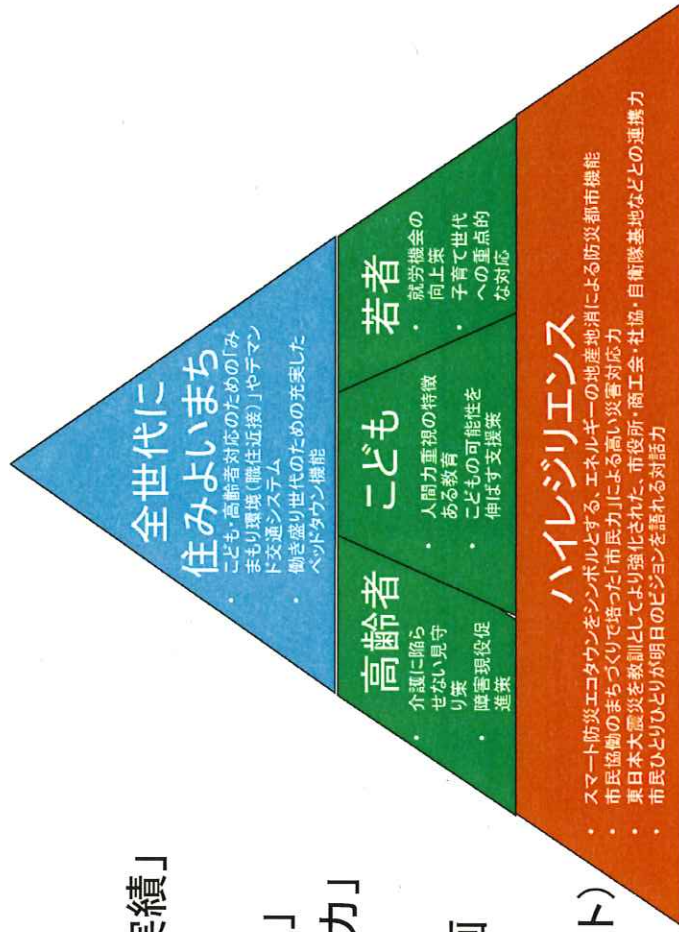 実績」
」
力」
ト)
全世代に
住みよいまち
・ こども・高齢者対応のための「み
まもり環境(職住近接)」やデマン
ド交通システム
・ 働き盛り世代のための充実した
ベッドタウン機能
高齢者
・ 介護に陥ら
せない見守
り策
・ 障害現役促
進策
こども
・ 人間力重視の特徴
ある教育
・ こどもの可能性を
伸ばす支援策
若者
・ 就労機会の
向上策
・ 子育て世代
への重点的
な対応
ハイレジリエンス
・ スマート防災エコタウンをシンボルとする、エネルギーの地産地消による防災都市機能
・ 市民協働のまちづくりで培った「市民力」による高い災害対応力
・ 東日本大震災を教訓としてより強化された、市役所・商工会・社協・自衛隊基地などとの連携力
・ 市民ひとりひとりが明日のビジョンを語れる対話力